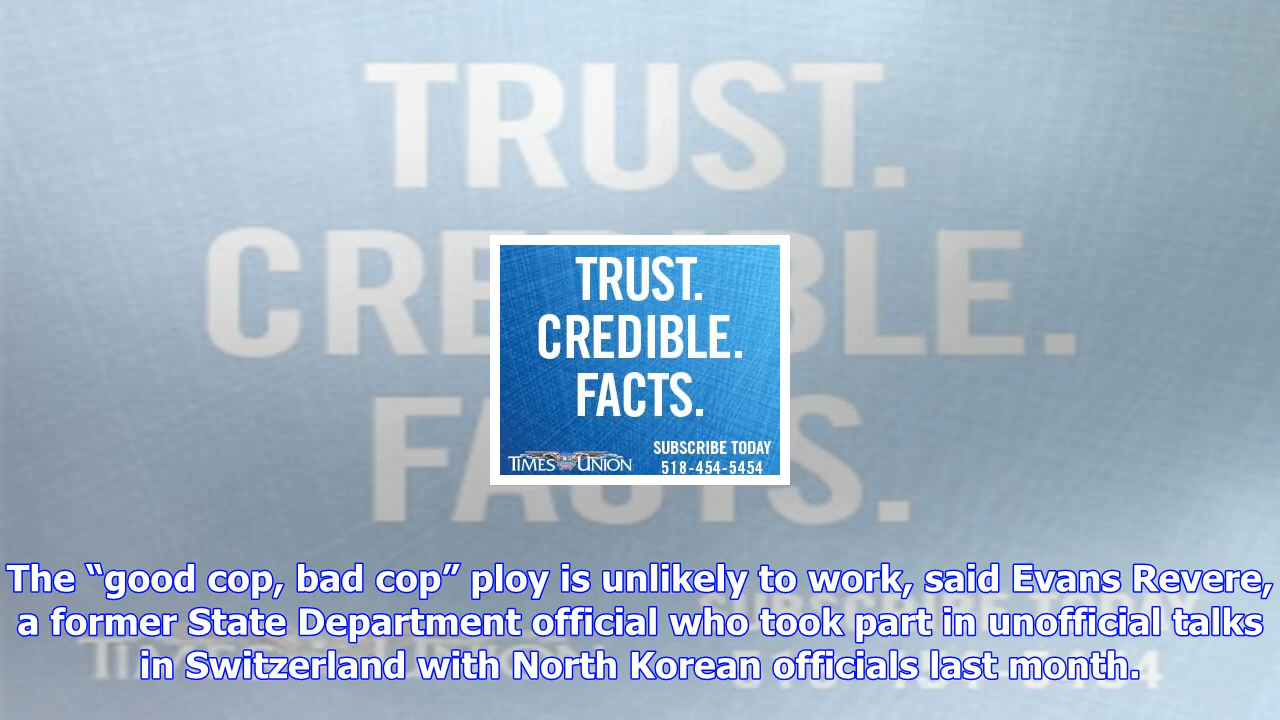 TRUST.
CREDIBLE.
FACTS.
TIMES UNION
SUBSCRIBE TODAY
518-454-5454
The “good cop, bad cop” ploy is unlikely to work, said Evans Revere,
a former State Department official who took part in unofficial talks
in Switzerland with North Korean officials last month.